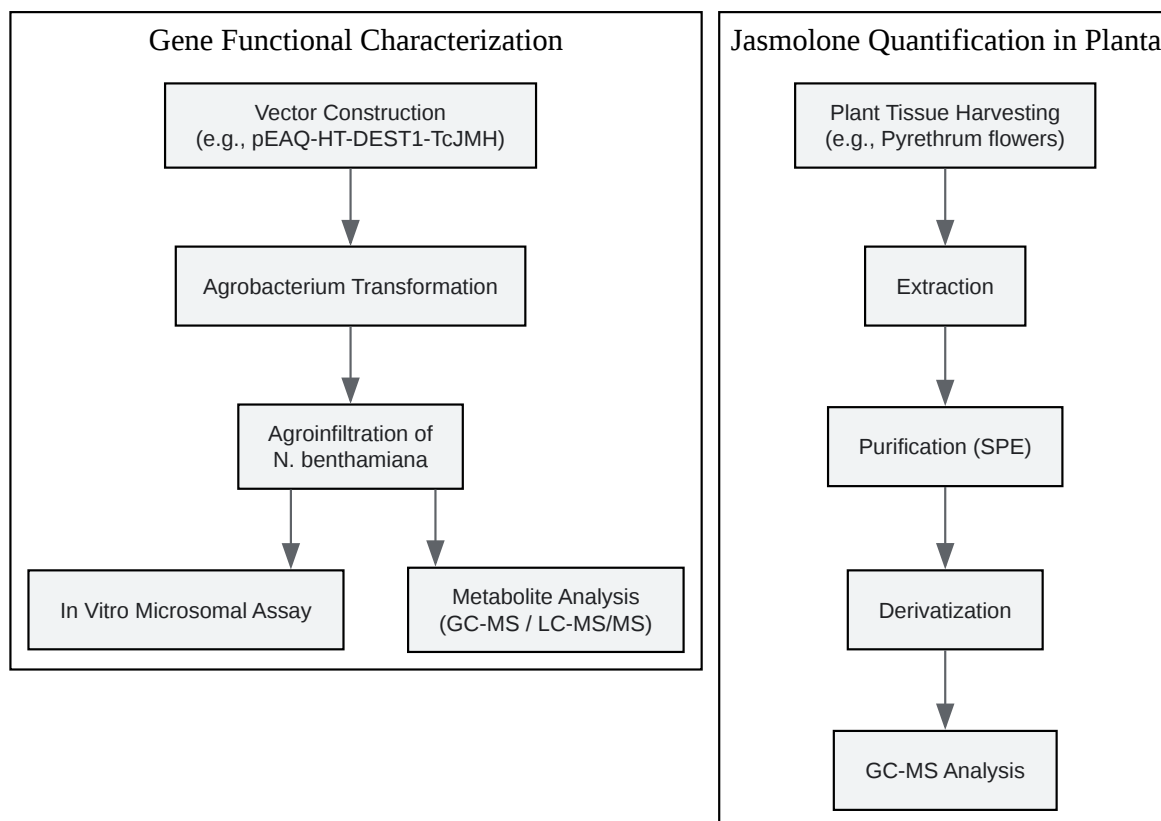 Gene Functional Characterization
Vector Construction
(e.g., pEAQ-HT-DEST1-TcJMH)
Agrobacterium Transformation
Agroinfiltration of
N. benthamiana
In Vitro Microsomal Assay
Metabolite Analysis
(GC-MS / LC-MS/MS)
Jasmolone Quantification in Planta
Plant Tissue Harvesting
(e.g., Pyrethrum flowers)
Extraction
Purification (SPE)
Derivatization
GC-MS Analysis